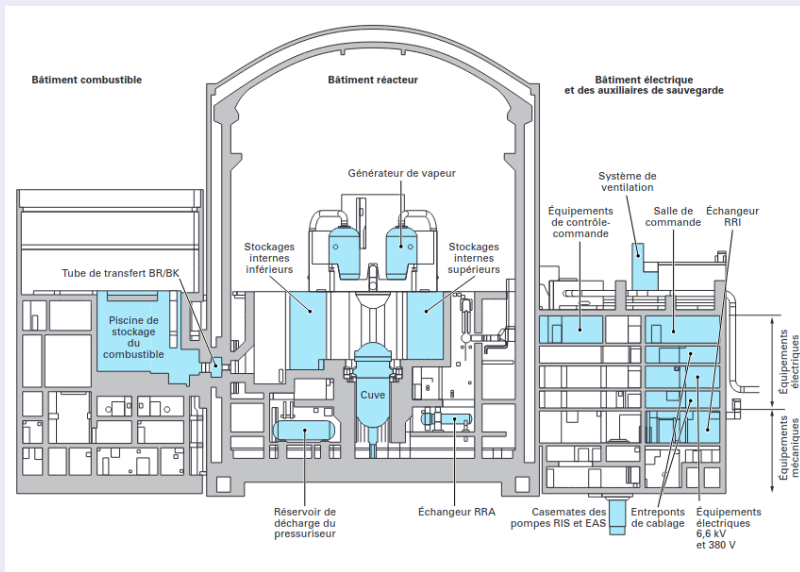 Bâtiment combustible
Bâtiment réacteur
Bâtiment électrique
et des auxiliaires de sauvegarde
Générateur de vapeur
Système de
ventilation
Équipements
de contrôle-
commande
Salle de
commande
Échangeur
RRI
Stockages
internes
inférieurs
Stockages
internes
supérieurs
Tube de transfert BR/BK
Piscine de
stockage
du
combustible
Cuve
Équipements
électriques
Équipements
mécaniques
Réservoir de
décharge du
pressuriseur
Échangeur RRA
Casemates des
pompes RIS et EAS
Entreponts
de cablage
Équipements
électriques
6,6 kV
et 380 V